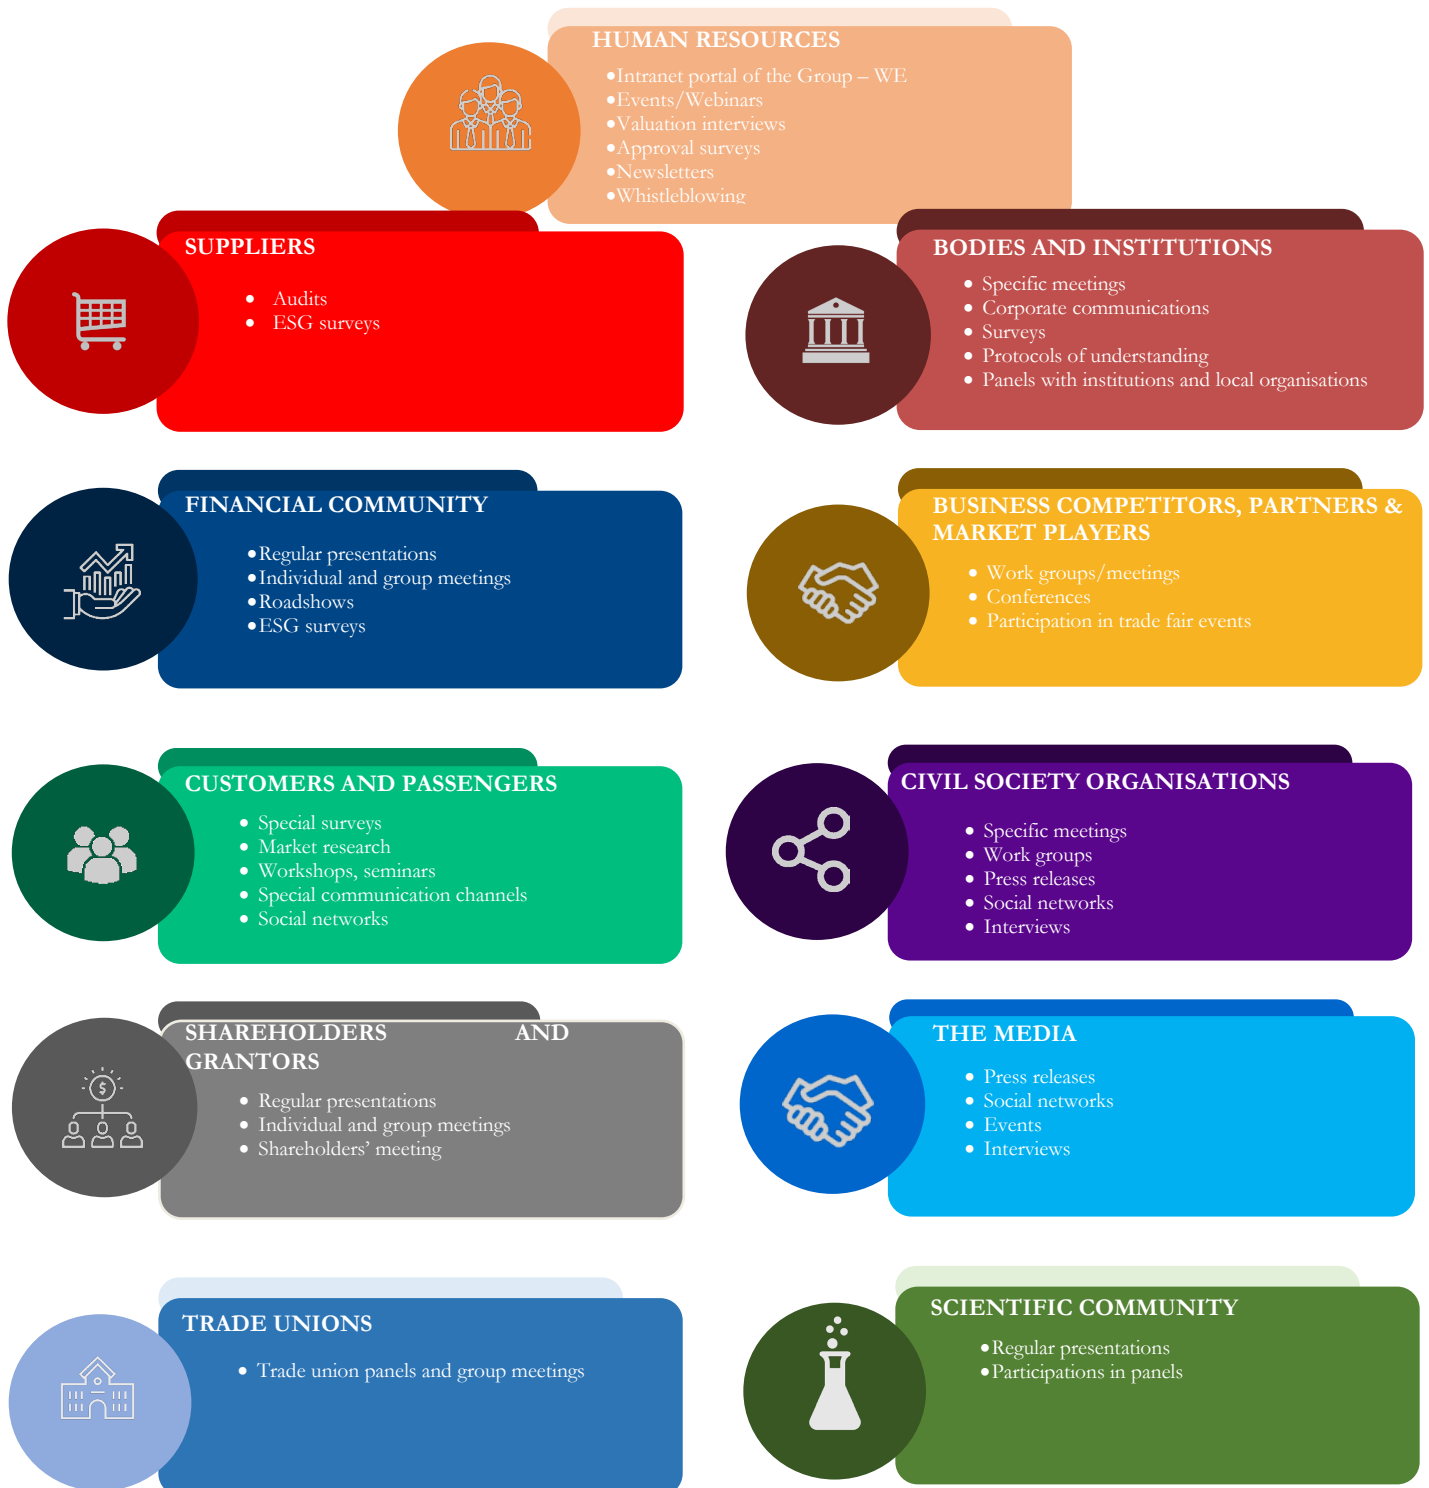 HUMAN RESOURCES
•Intranet portal of the Group – WE
•Events/Webinars
•Valuation interviews
•Approval surveys
•Newsletters
•Whistleblowing
SUPPLIERS
• Audits
• ESG surveys
BODIES AND INSTITUTIONS
• Specific meetings
• Corporate communications
• Surveys
• Protocols of understanding
• Panels with institutions and local organisations
FINANCIAL COMMUNITY
•Regular presentations
•Individual and group meetings
•Roadshows
•ESG surveys
BUSINESS COMPETITORS, PARTNERS &
MARKET PLAYERS
• Work groups/meetings
• Conferences
• Participation in trade fair events
CUSTOMERS AND PASSENGERS
• Special surveys
• Market research
• Workshops, seminars
• Special communication channels
• Social networks
CIVIL SOCIETY ORGANISATIONS
• Specific meetings
• Work groups
• Press releases
• Social networks
• Interviews
SHAREHOLDERS AND
GRANTORS
• Regular presentations
• Individual and group meetings
• Shareholders’ meeting
THE MEDIA
• Press releases
• Social networks
• Events
• Interviews
TRADE UNIONS
• Trade union panels and group meetings
SCIENTIFIC COMMUNITY
•Regular presentations
•Participations in panels